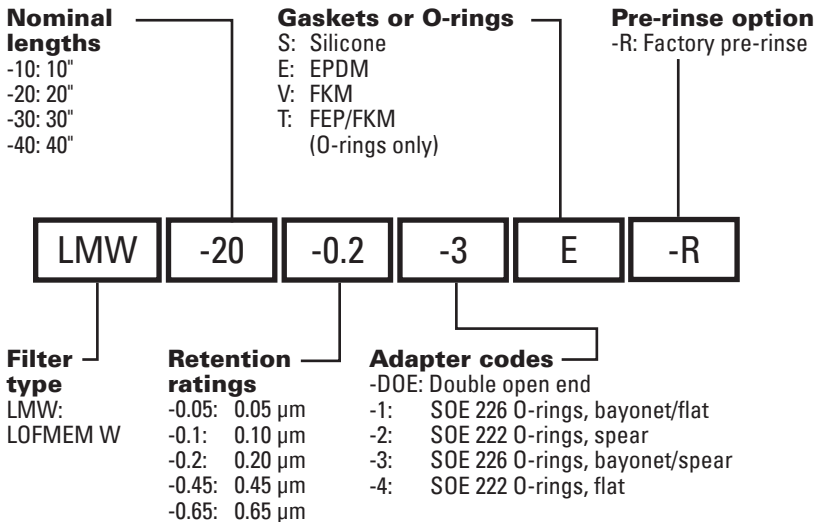 Nominal
lengths
-10: 10"
-20: 20"
-30: 30"
-40: 40"
Gaskets or O-rings
S: Silicone
E: EPDM
V: FKM
T: FEP/FKM
(O-rings only)
Pre-rinse option
-R: Factory pre-rinse
LMW -20 -0.2 -3 E -R
Filter
type
LMW:
LOFMEM W
Retention
ratings
-0.05: 0.05 µm
-0.1: 0.10 µm
-0.2: 0.20 µm
-0.45: 0.45 µm
-0.65: 0.65 µm
Adapter codes
-DOE: Double open end
-1: SOE 226 O-rings, bayonet/flat
-2: SOE 222 O-rings, spear
-3: SOE 226 O-rings, bayonet/spear
-4: SOE 222 O-rings, flat